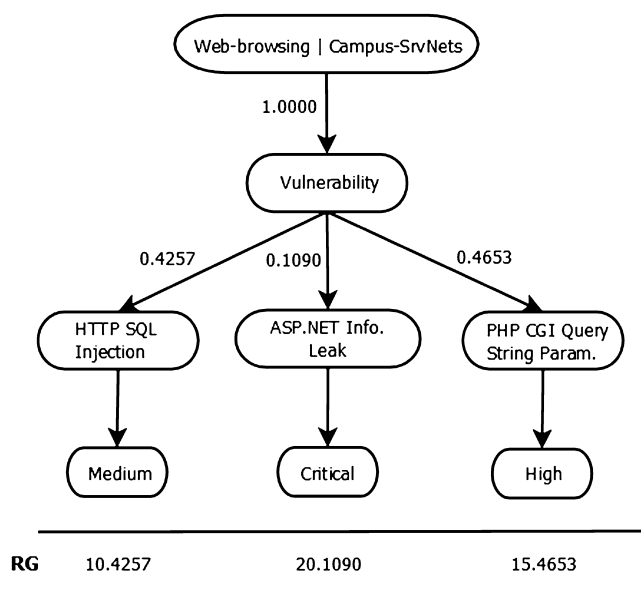 Web-browsing | Campus-SrvNets
1.0000
Vulnerability
0.4257
0.1090
0.4653
HTTP SQL
Injection
ASP.NET Info.
Leak
PHP CGI Query
String Param.
Medium
Critical
High
RG 10.4257 20.1090 15.4653